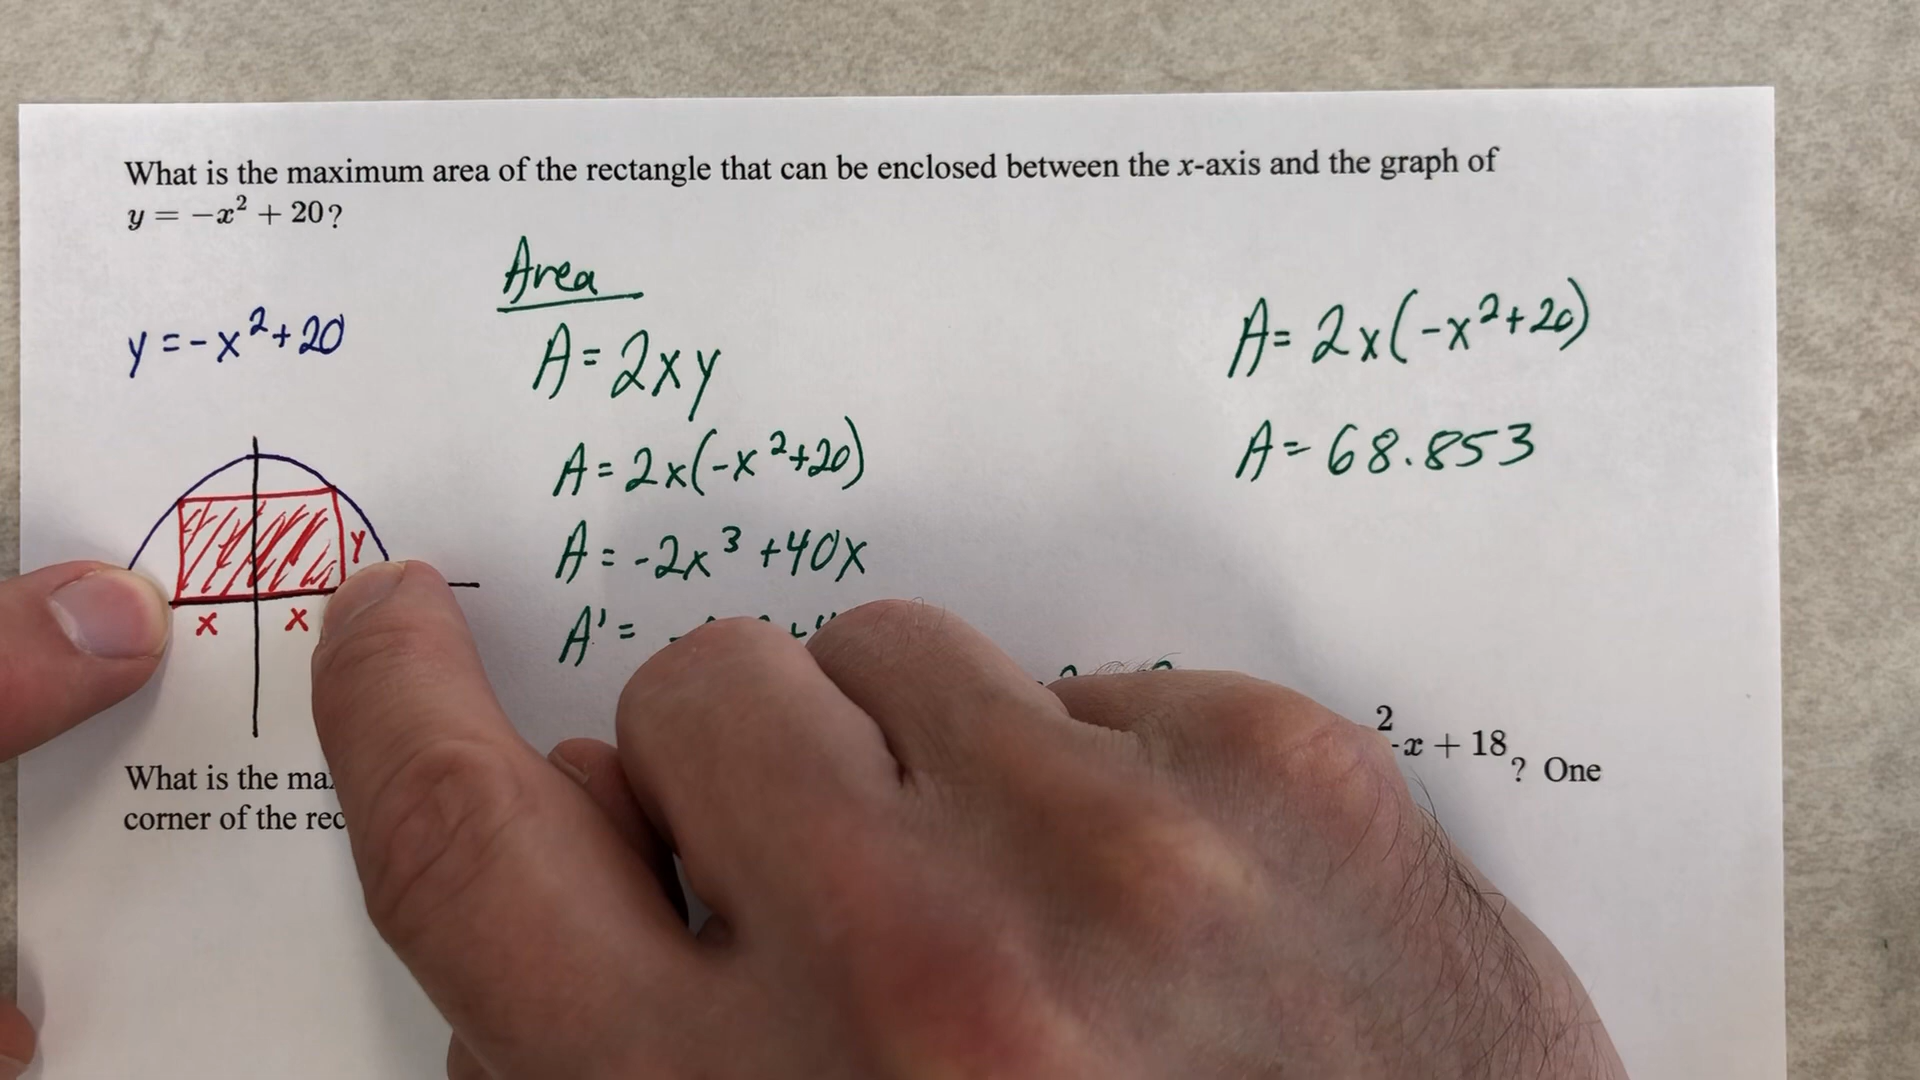 What is the maximum area of the rectangle that can be enclosed between the x-axis and the graph of
y = −x² + 20?
y = -x² + 20
Area
A = 2xy
A = 2x(-x² + 20)
A = -2x³ + 40x
A' =
Y
x x
A = 2x(-x² + 20)
A = 68.853
What is the
2
x + 18
? One
corner of the